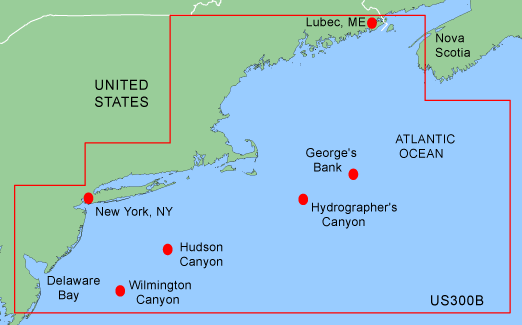 Lubec, ME
Nova
Scotia
UNITED
STATES
ATLANTIC
OCEAN
George's
Bank
New York, NY
Hydrographer's
Canyon
Hudson
Canyon
Delaware
Bay
Wilmington
Canyon
US300B